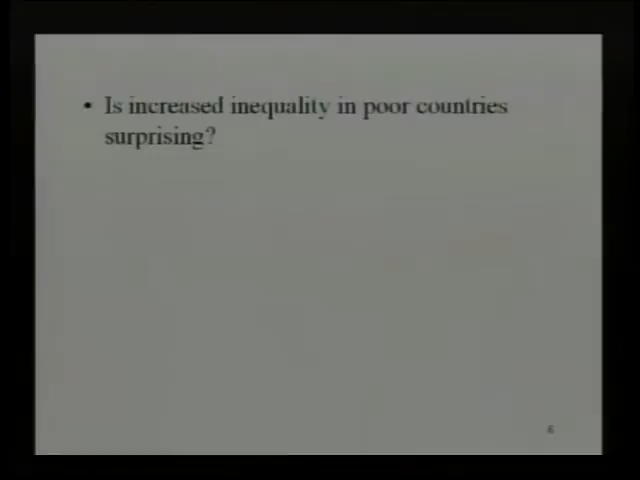 • Is increased inequality in poor countries
surprising?
6